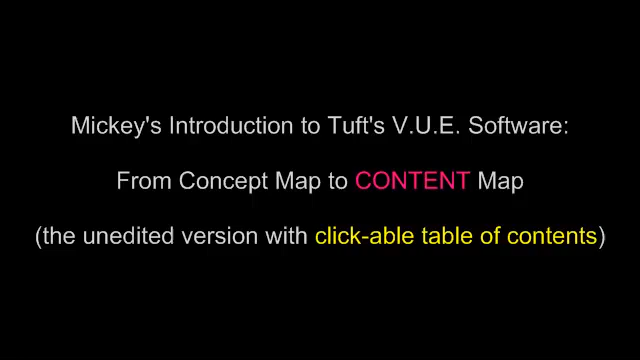 Mickey's Introduction to Tuft's V.U.E. Software:
From Concept Map to CONTENT Map
(the unedited version with click-able table of contents)